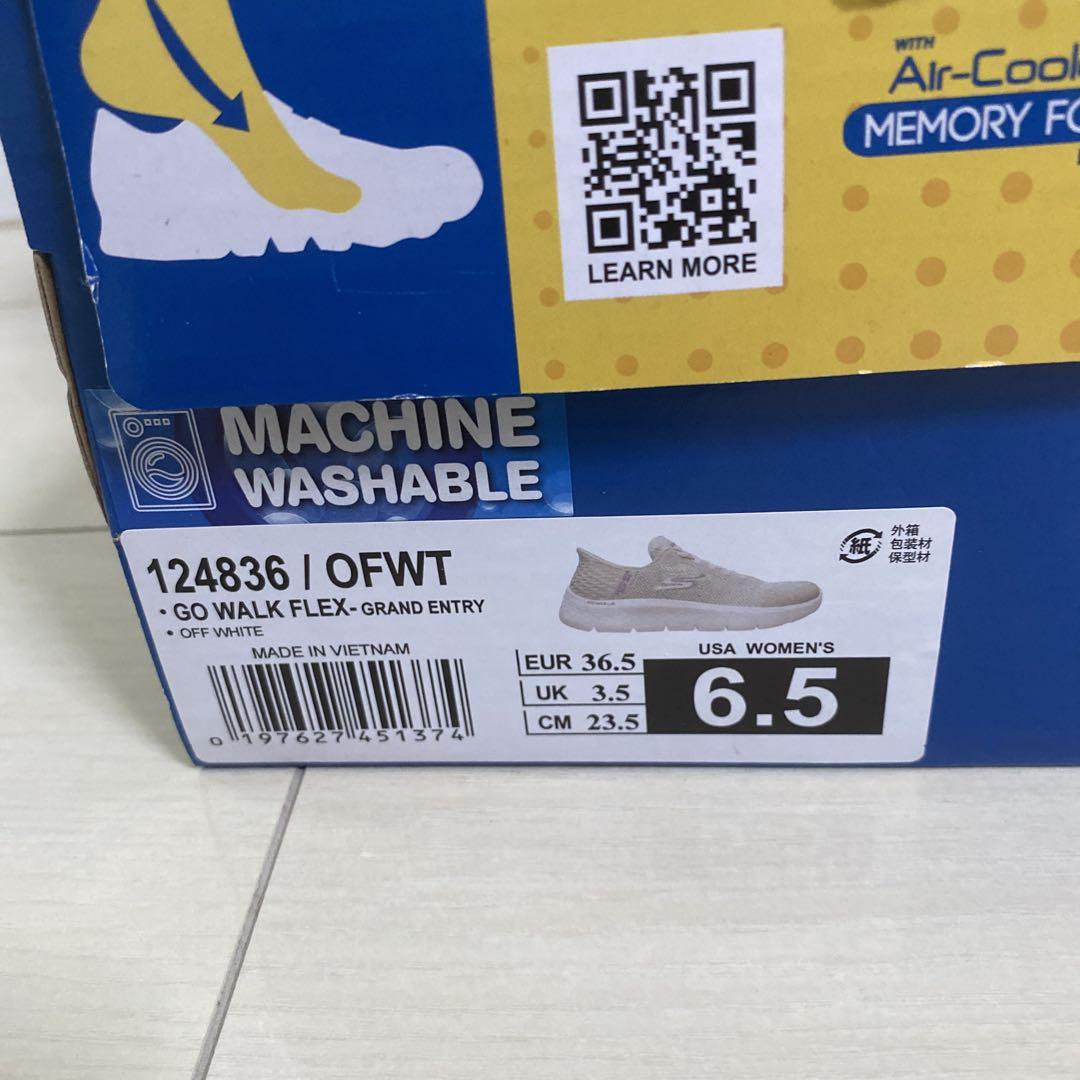 WITH
Air-Cool
MEMORY FO
LEARN MORE
MACHINE
WASHABLE
124836 / OFWT
• GO WALK FLEX- GRAND ENTRY
• OFF WHITE
MADE IN VIETNAM
0 197627 451374
紙
外箱
包装材
保型材
EUR 36.5
UK 3.5
CM 23.5
USA WOMEN'S
6.5